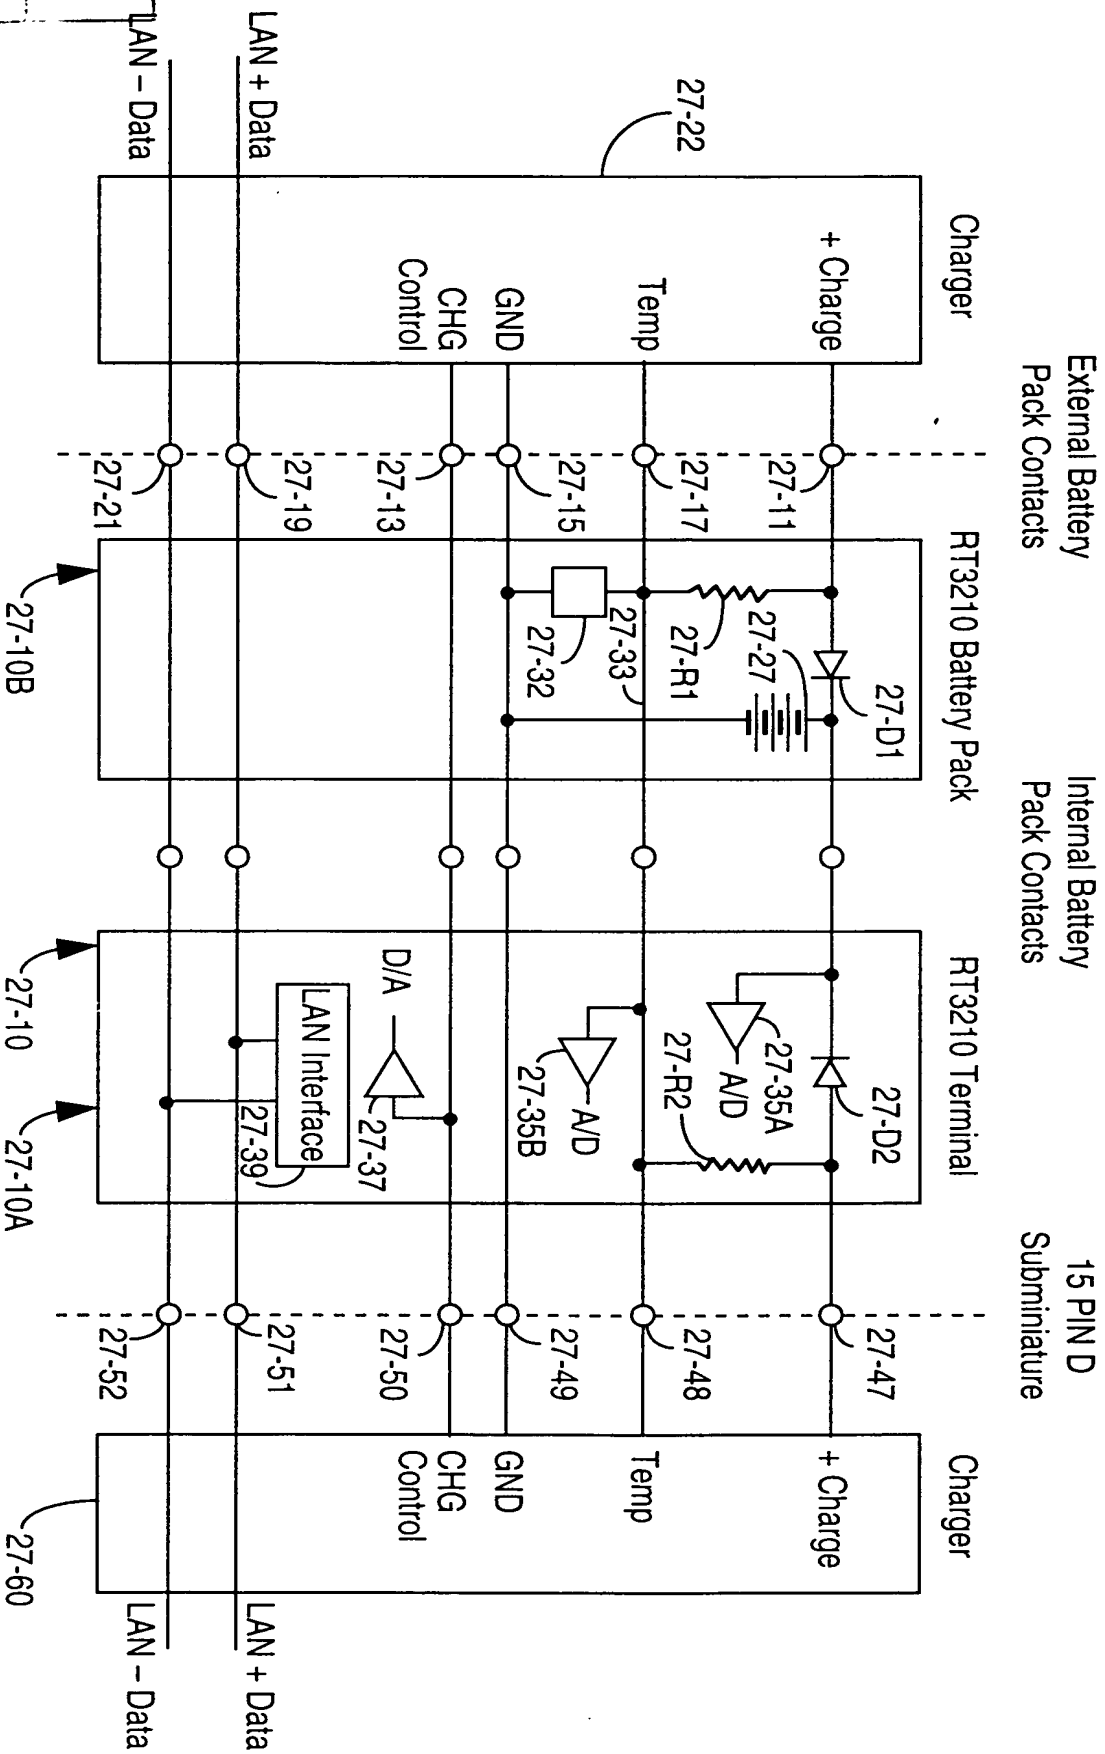 External Battery
Pack Contacts
Internal Battery
Pack Contacts
15 PIN D
Subminiature
Charger
RT3210 Battery Pack
RT3210 Terminal
Charger
27-22
+ Charge
Temp
GND
CHG
Control
LAN + Data
LAN – Data
27-11
27-17
27-15
27-13
27-19
27-21
27-D1
27-27
27-R1
27-33
27-32
27-10B
27-D2
27-35A
A/D
27-R2
A/D
27-35B
D/A
27-37
LAN Interface
27-39
27-10
27-10A
27-47
27-48
27-49
27-50
27-51
27-52
+ Charge
Temp
GND
CHG
Control
LAN + Data
LAN – Data
27-60